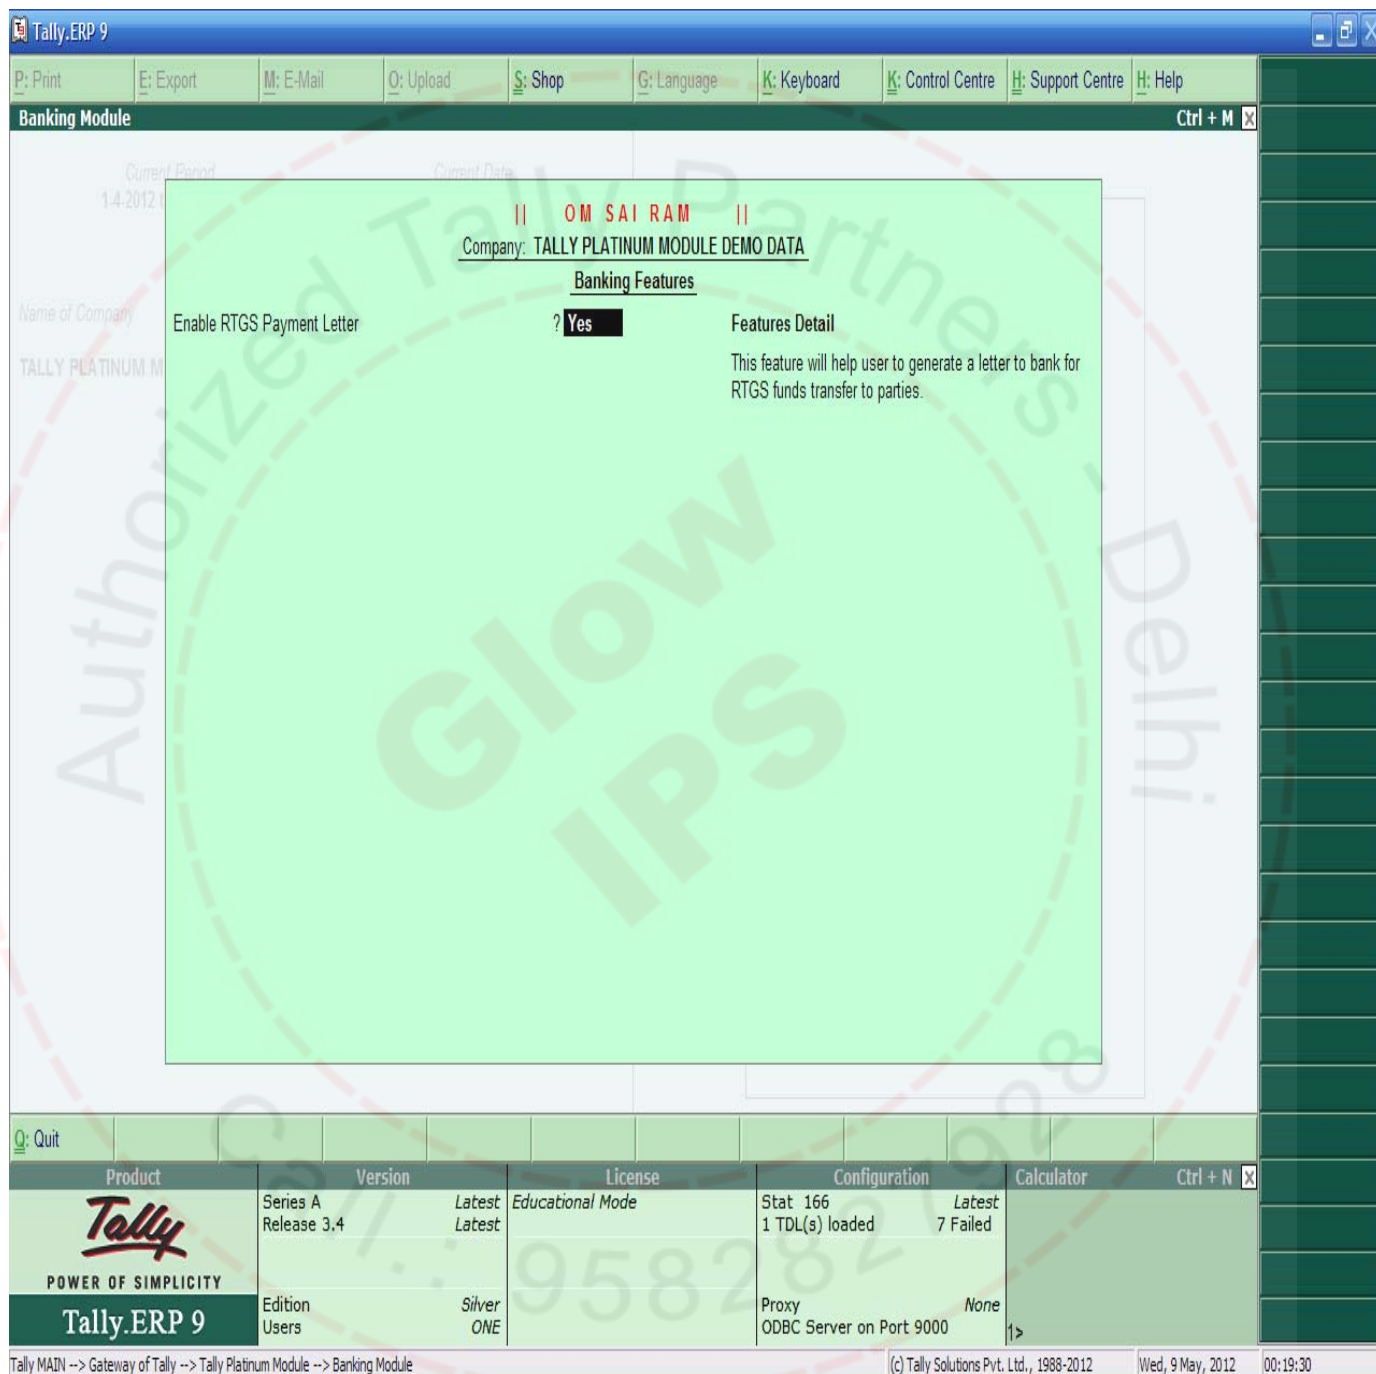 Tally.ERP 9
P: Print E: Export M: E-Mail O: Upload S: Shop G: Language K: Keyboard K: Control Centre H: Support Centre H: Help
Banking Module Ctrl + M X
Current Period Current Date
1-4-2012 t
|| OM SAI RAM ||
Company: TALLY PLATINUM MODULE DEMO DATA
Banking Features
Name of Company
Enable RTGS Payment Letter ? Yes Features Detail
TALLY PLATINUM M
This feature will help user to generate a letter to bank for
RTGS funds transfer to parties.
Authorized Tally Partners - Delhi
Glow
IPS
Call.: 9582827928
Q: Quit
Product Version License Configuration Calculator Ctrl + N X
Tally
POWER OF SIMPLICITY
Tally.ERP 9
Series A Latest
Release 3.4 Latest
Edition Silver
Users ONE
Educational Mode
Stat 166 Latest
1 TDL(s) loaded 7 Failed
Proxy None
ODBC Server on Port 9000
1>
Tally MAIN --> Gateway of Tally --> Tally Platinum Module --> Banking Module (c) Tally Solutions Pvt. Ltd., 1988-2012 Wed, 9 May, 2012 00:19:30